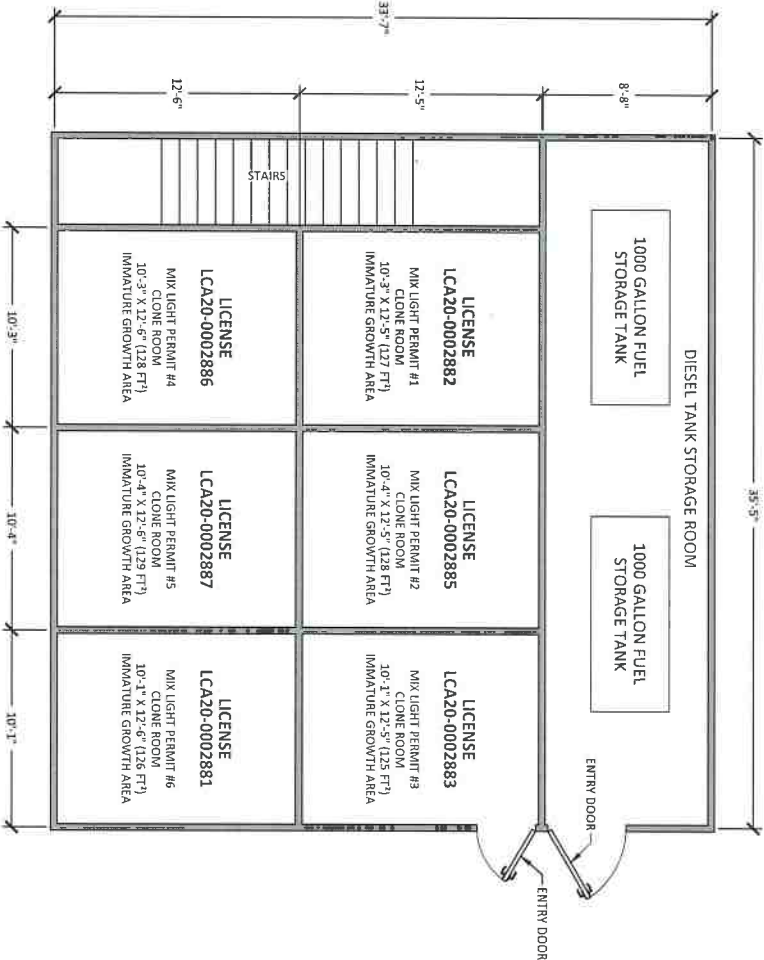 33'-7"
12'-6"
12'-5"
8'-8"
35'-5"
DIESEL TANK STORAGE ROOM
1000 GALLON FUEL
STORAGE TANK
1000 GALLON FUEL
STORAGE TANK
ENTRY DOOR
ENTRY DOOR
STAIRS
LICENSE
LCA20-0002882
MIX LIGHT PERMIT #1
CLONE ROOM
10'-3" X 12'-5" (127 FT²)
IMMATURE GROWTH AREA
LICENSE
LCA20-0002885
MIX LIGHT PERMIT #2
CLONE ROOM
10'-4" X 12'-5" (128 FT²)
IMMATURE GROWTH AREA
LICENSE
LCA20-0002883
MIX LIGHT PERMIT #3
CLONE ROOM
10'-1" X 12'-5" (125 FT²)
IMMATURE GROWTH AREA
LICENSE
LCA20-0002886
MIX LIGHT PERMIT #4
CLONE ROOM
10'-3" X 12'-6" (128 FT²)
IMMATURE GROWTH AREA
LICENSE
LCA20-0002887
MIX LIGHT PERMIT #5
CLONE ROOM
10'-4" X 12'-6" (129 FT²)
IMMATURE GROWTH AREA
LICENSE
LCA20-0002881
MIX LIGHT PERMIT #6
CLONE ROOM
10'-1" X 12'-6" (126 FT²)
IMMATURE GROWTH AREA
10'-3"
10'-4"
10'-1"